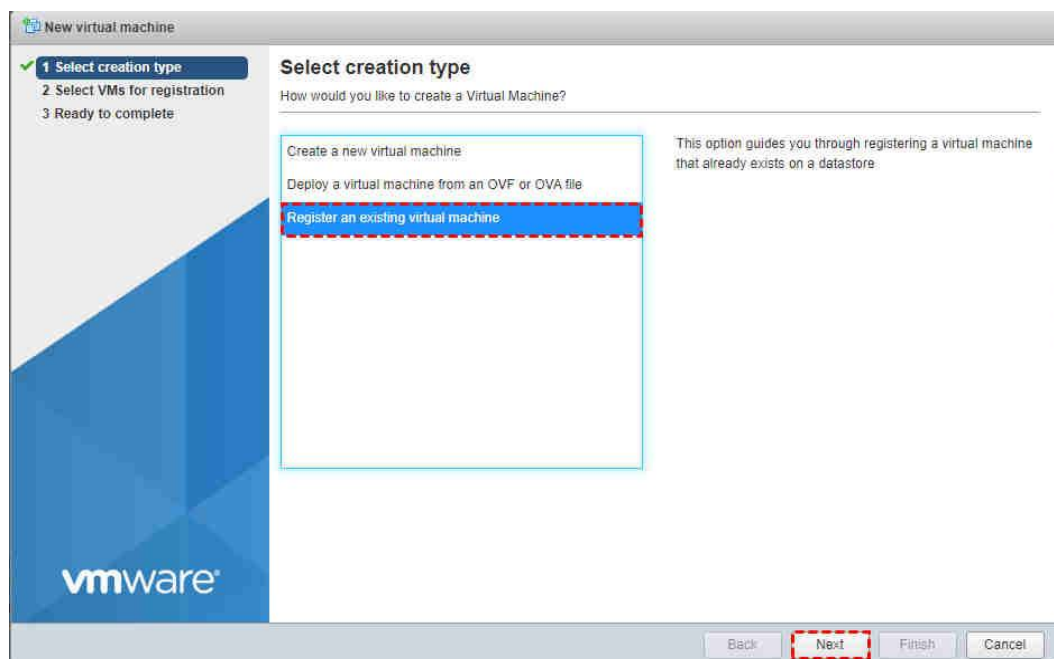 New virtual machine
1 Select creation type
2 Select VMs for registration
3 Ready to complete
Select creation type
How would you like to create a Virtual Machine?
Create a new virtual machine
Deploy a virtual machine from an OVF or OVA file
Register an existing virtual machine
This option guides you through registering a virtual machine
that already exists on a datastore
vmware
Back Next Finish Cancel